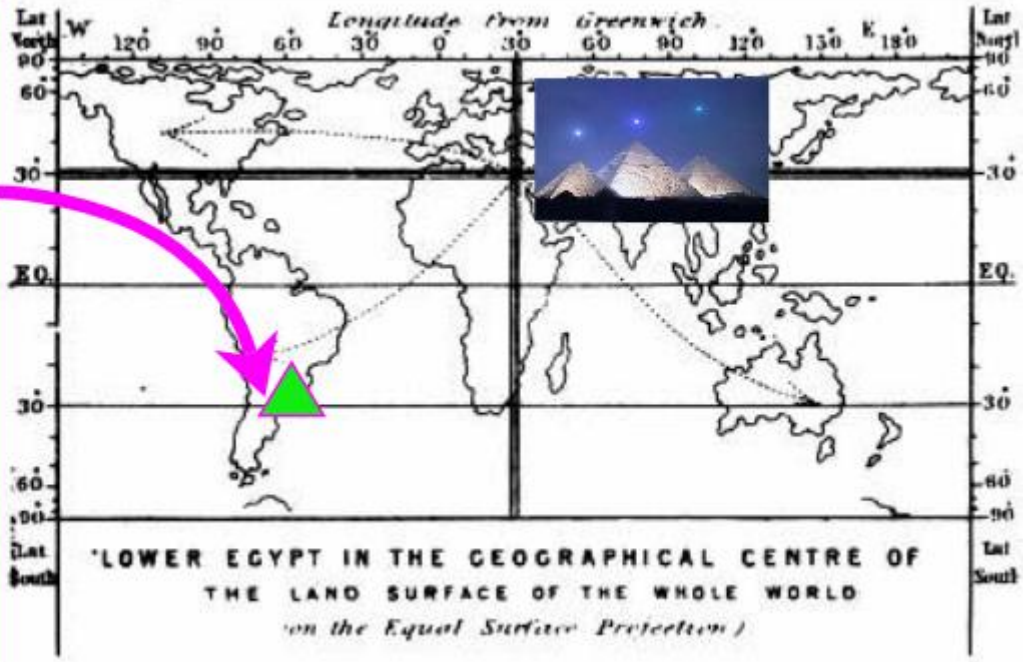 Lat Longitude from Greenwich Lat
North W 120° 90° 60° 30° 0° 30° 60° 90° 120° 150° E 180°
90 90
60
30° 30°
EQ. EQ.
30° 30
60 60
90 90
Lat Lat
South South
"LOWER EGYPT IN THE GEOGRAPHICAL CENTRE OF
THE LAND SURFACE OF THE WHOLE WORLD
(on the Equal Surface Projection)